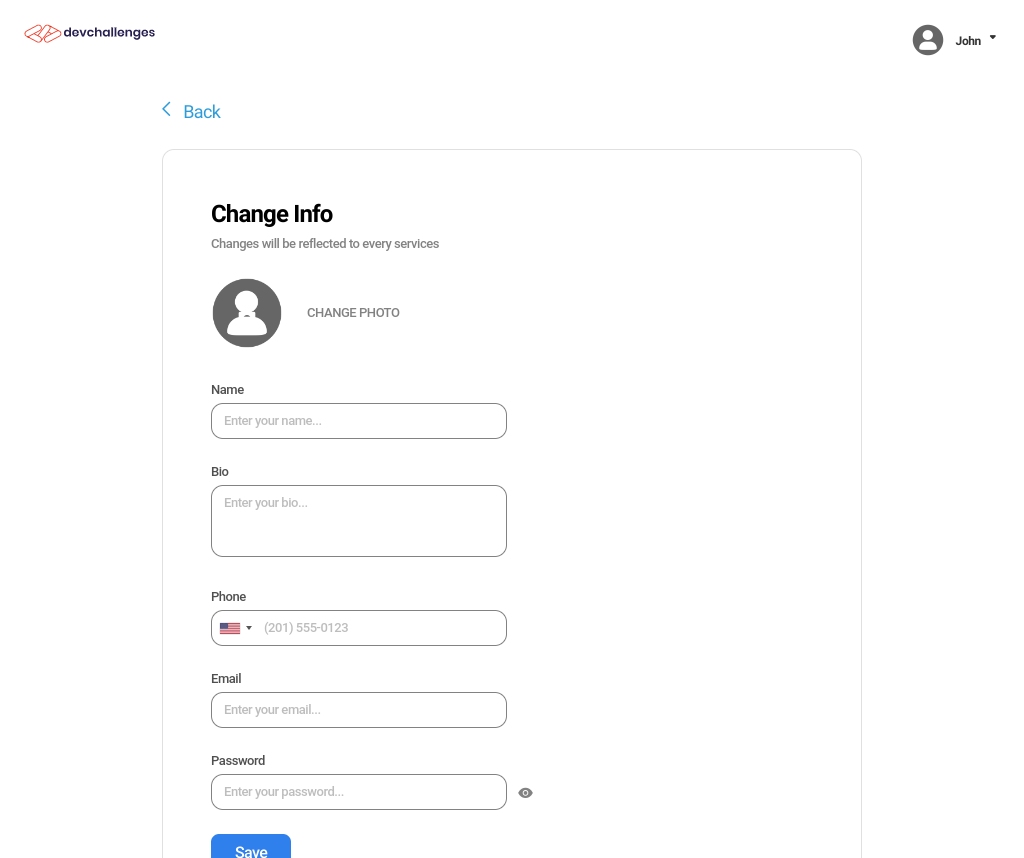 devchallenges
John
Back
Change Info
Changes will be reflected to every services
CHANGE PHOTO
Name
Enter your name...
Bio
Enter your bio...
Phone
(201) 555-0123
Email
Enter your email...
Password
Enter your password...
Save